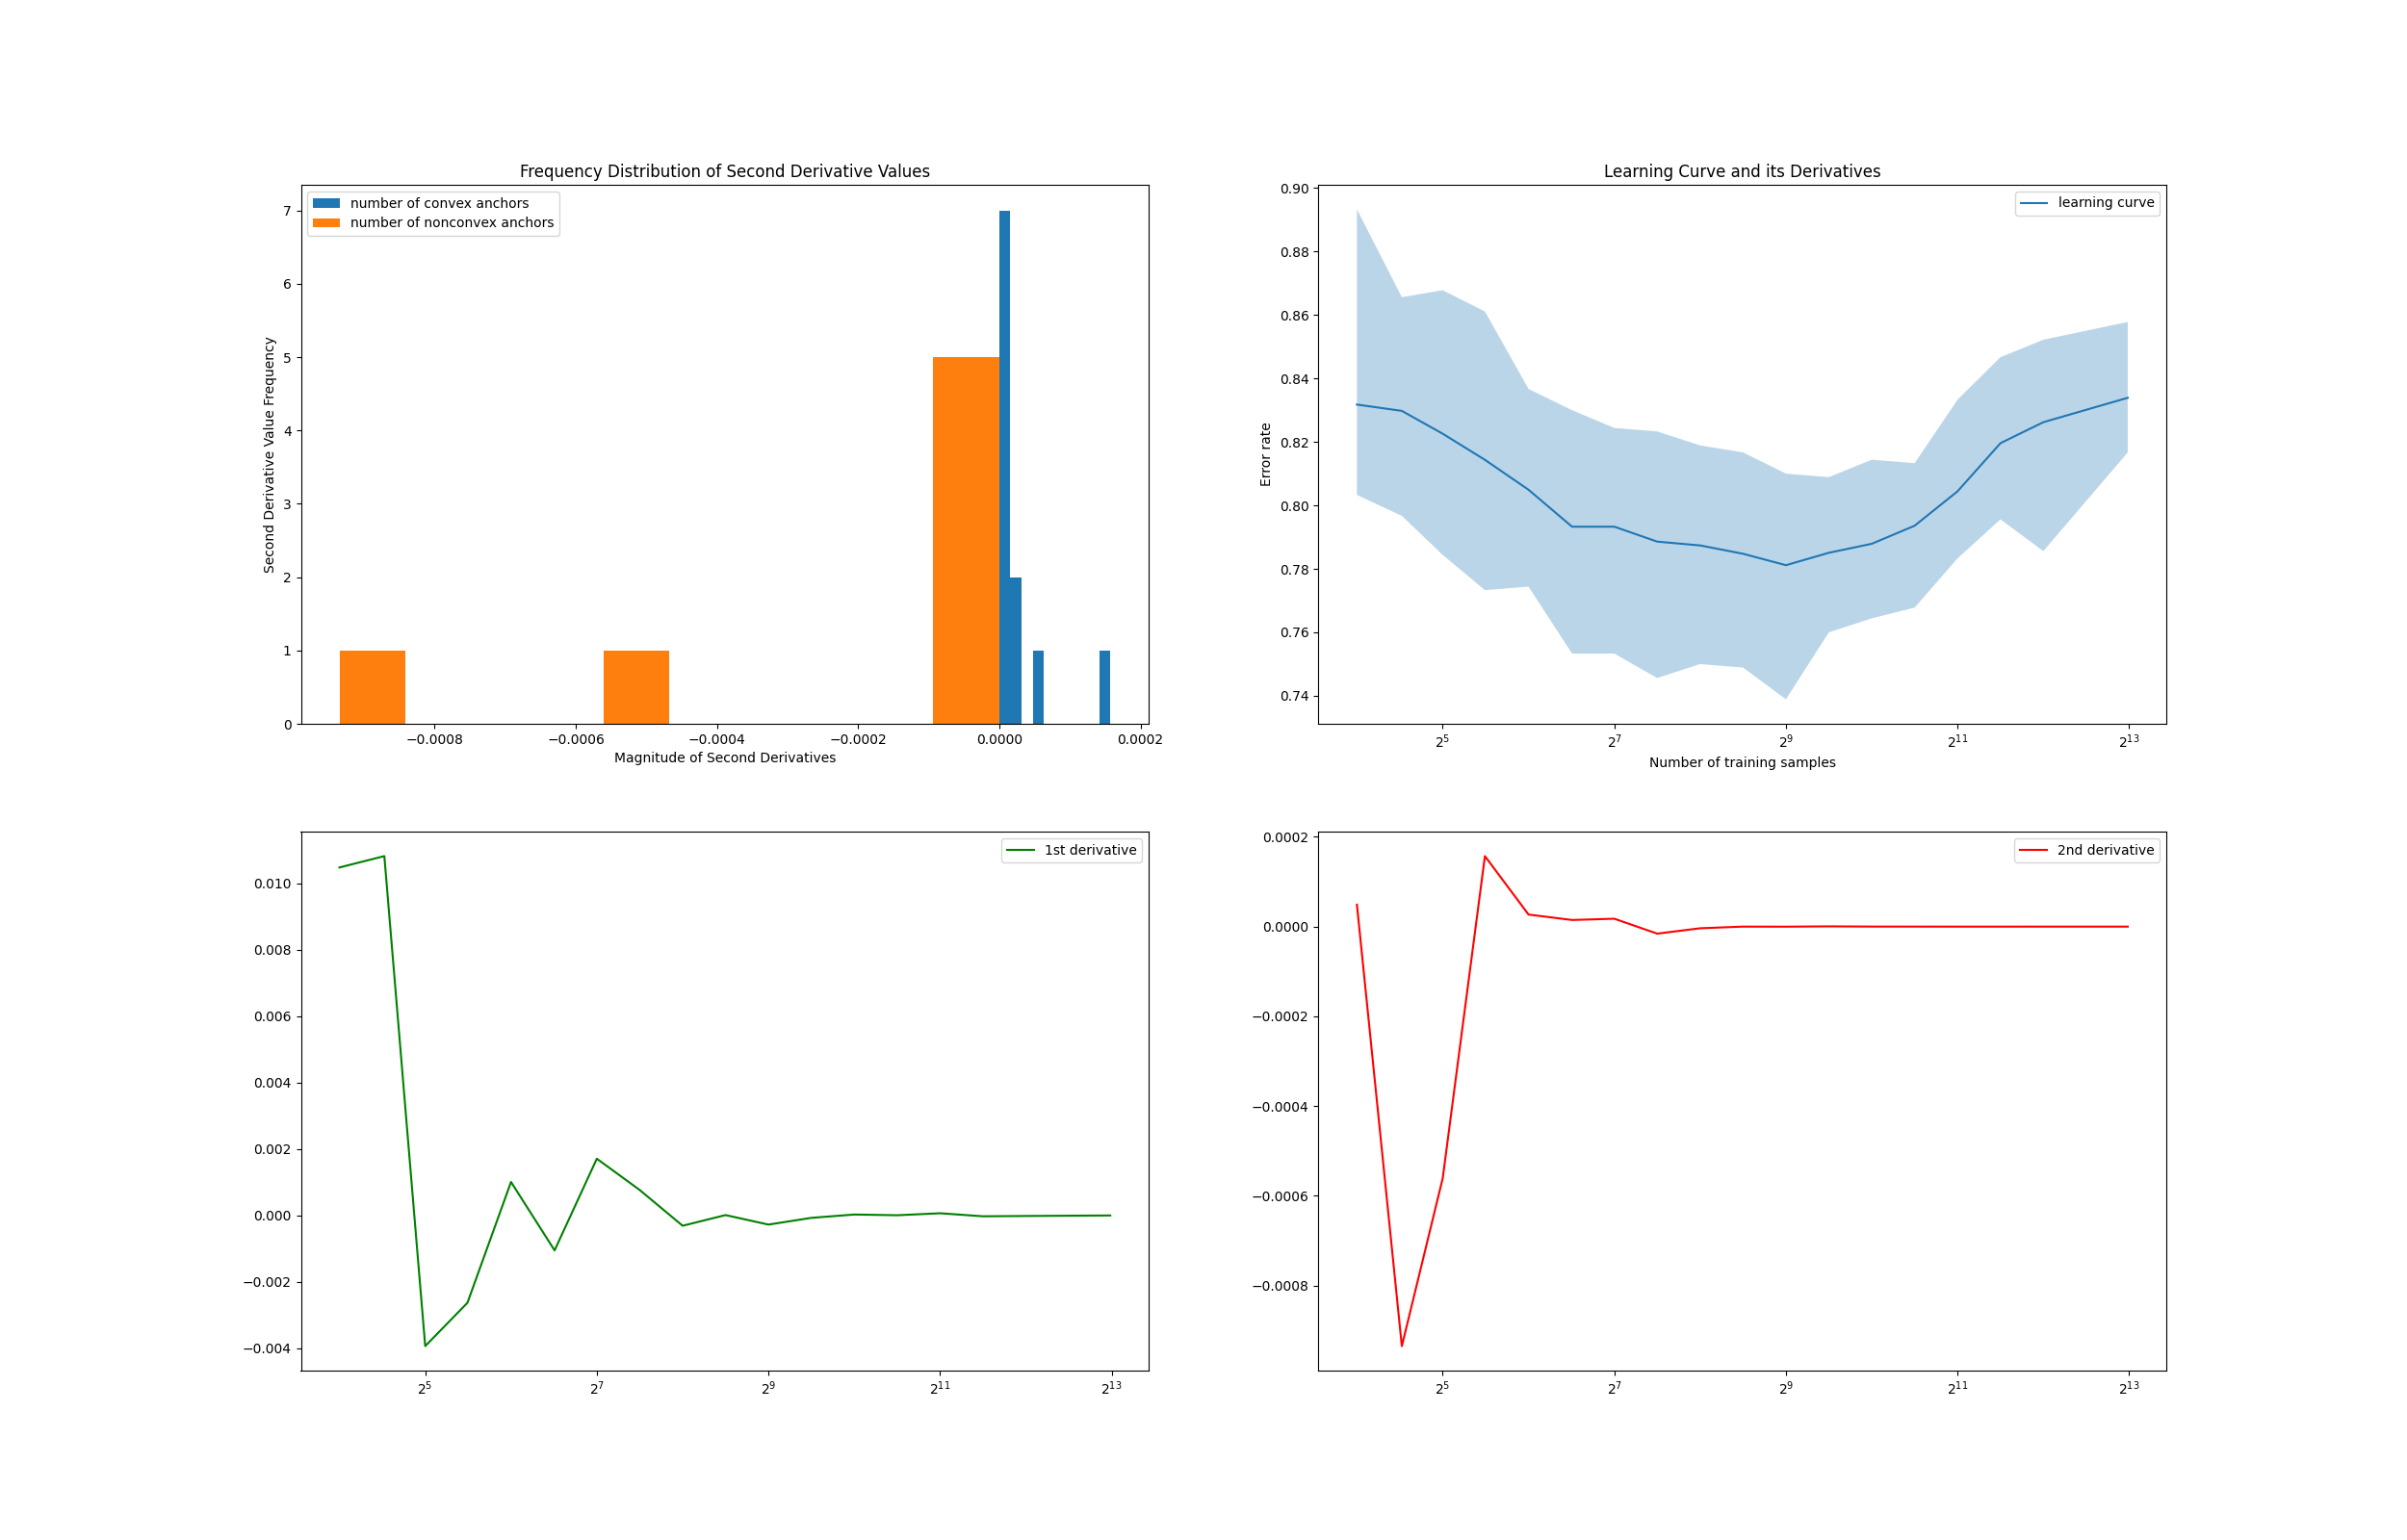 Frequency Distribution of Second Derivative Values
number of convex anchors
number of nonconvex anchors
7
6
5
4
3
2
1
0
Second Derivative Value Frequency
−0.0008 −0.0006 −0.0004 −0.0002 0.0000 0.0002
Magnitude of Second Derivatives
Learning Curve and its Derivatives
learning curve
0.90
0.88
0.86
0.84
0.82
0.80
0.78
0.76
0.74
Error rate
2^5 2^7 2^9 2^11 2^13
Number of training samples
1st derivative
0.010
0.008
0.006
0.004
0.002
0.000
−0.002
−0.004
2^5 2^7 2^9 2^11 2^13
2nd derivative
0.0002
0.0000
−0.0002
−0.0004
−0.0006
−0.0008
2^5 2^7 2^9 2^11 2^13